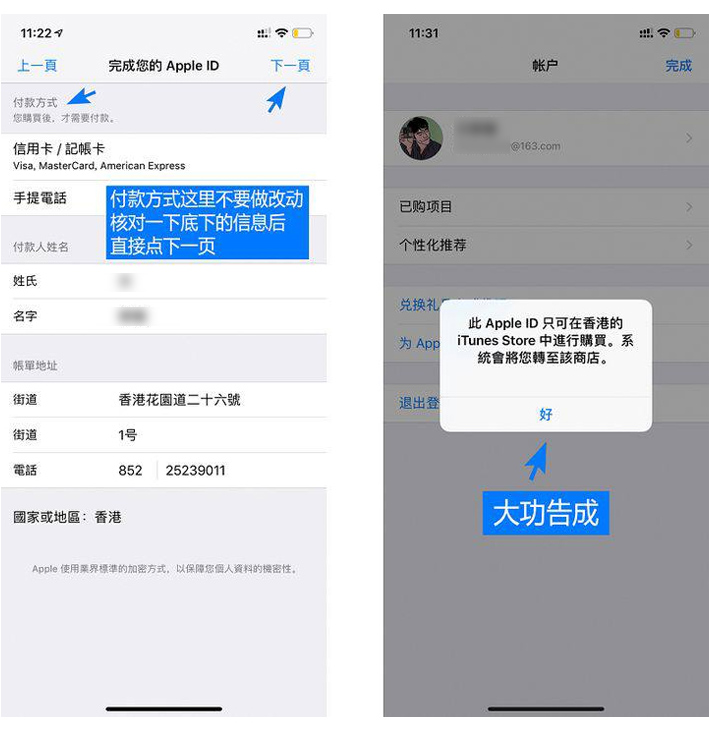 11:22
上一頁
完成您的 Apple ID
下一頁
付款方式
您購買後，才需要付款。
信用卡 / 記帳卡
Visa, MasterCard, American Express
手提電話
付款方式这里不要做改动
核对一下底下的信息后
直接点下一页
付款人姓名
姓氏
名字
帳單地址
街道 香港花園道二十六號
街道 1号
電話 852 25239011
國家或地區：香港
Apple 使用業界標準的加密方式，以保障您個人資料的機密性。
11:31
帐户
完成
@163.com
已购项目
个性化推荐
兑换礼
为 App
退出登
此 Apple ID 只可在香港的
iTunes Store 中進行購買。系
統會將您轉至該商店。
好
大功告成